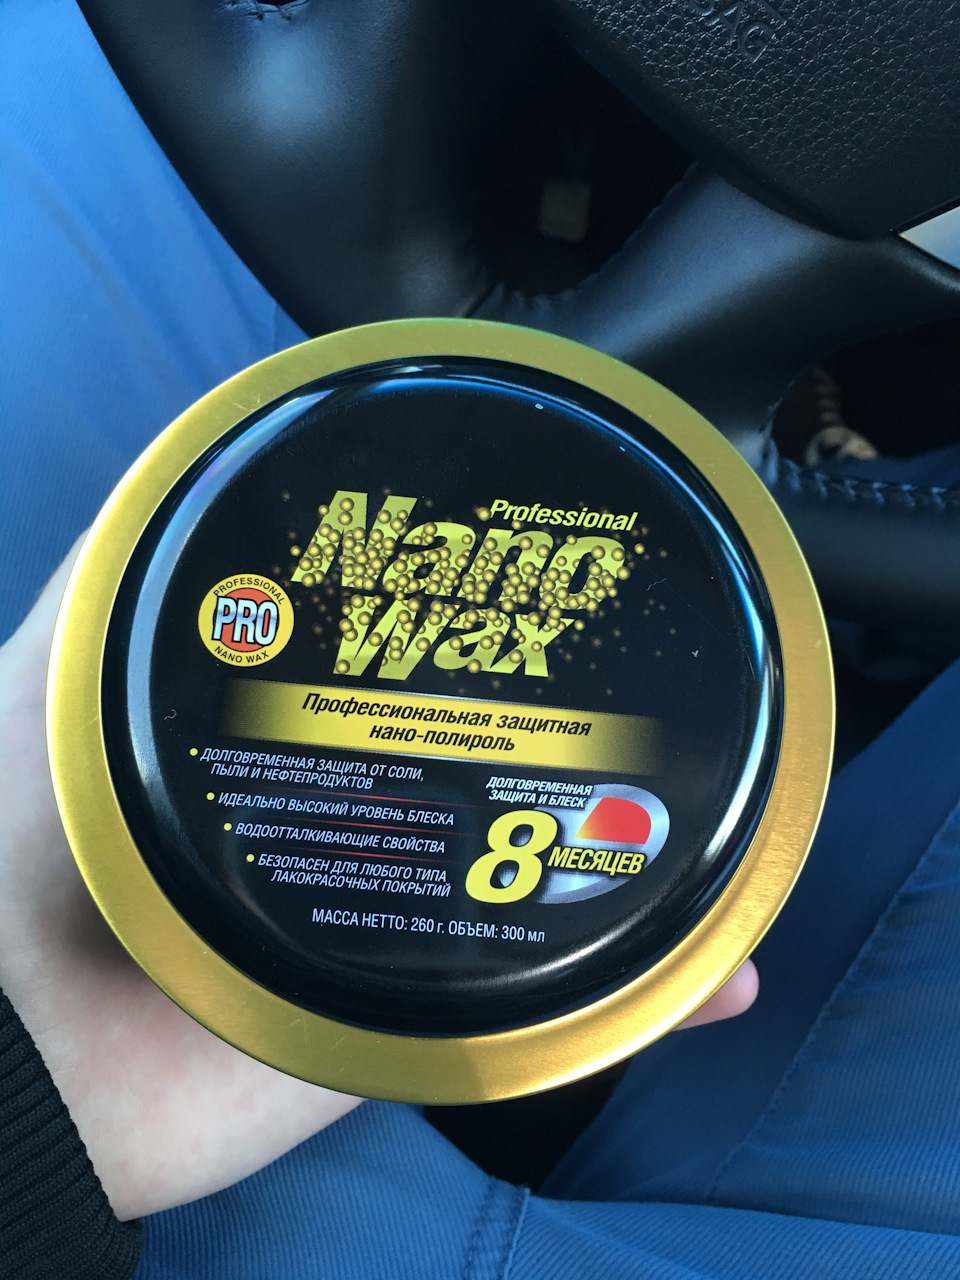 BAG
Professional
Nano
Wax
PROFESSIONAL
PRO
NANO WAX
Профессиональная защитная
нано-полироль
• ДОЛГОВРЕМЕННАЯ ЗАЩИТА ОТ СОЛИ,
ПЫЛИ И НЕФТЕПРОДУКТОВ
• ИДЕАЛЬНО ВЫСОКИЙ УРОВЕНЬ БЛЕСКА
• ВОДООТТАЛКИВАЮЩИЕ СВОЙСТВА
• БЕЗОПАСЕН ДЛЯ ЛЮБОГО ТИПА
ЛАКОКРАСОЧНЫХ ПОКРЫТИЙ
ДОЛГОВРЕМЕННАЯ
ЗАЩИТА И БЛЕСК
8 МЕСЯЦЕВ
МАССА НЕТТО: 260 г. ОБЪЕМ: 300 мл